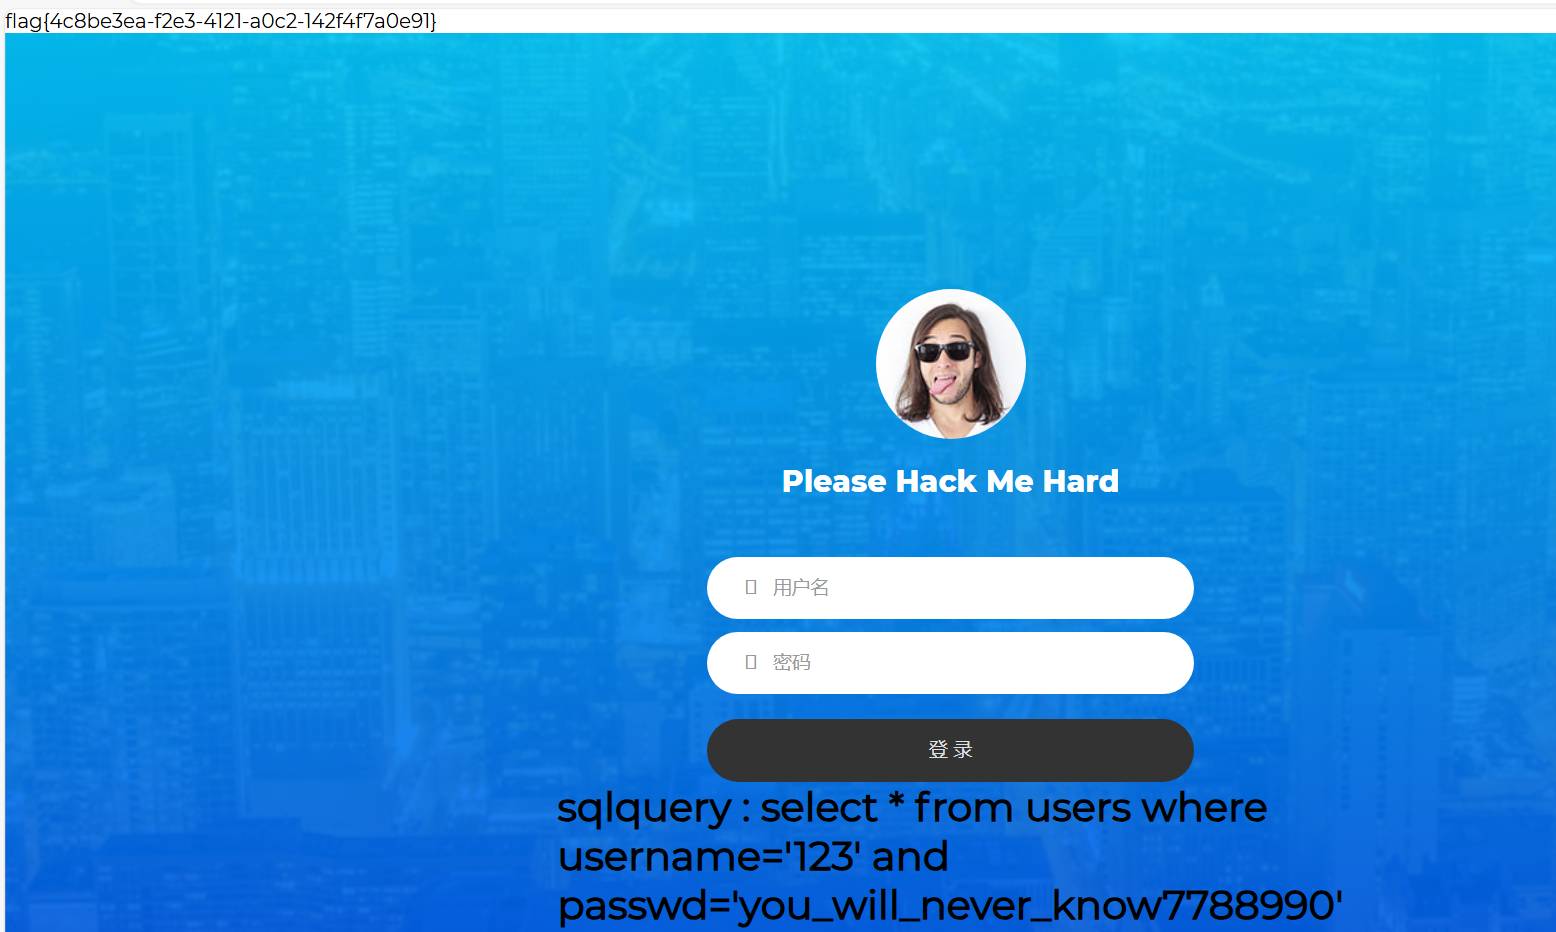 flag{4c8be3ea-f2e3-4121-a0c2-142f4f7a0e91}
Please Hack Me Hard
用户名
密码
登 录
sqlquery : select * from users where
username='123' and
passwd='you_will_never_know7788990'